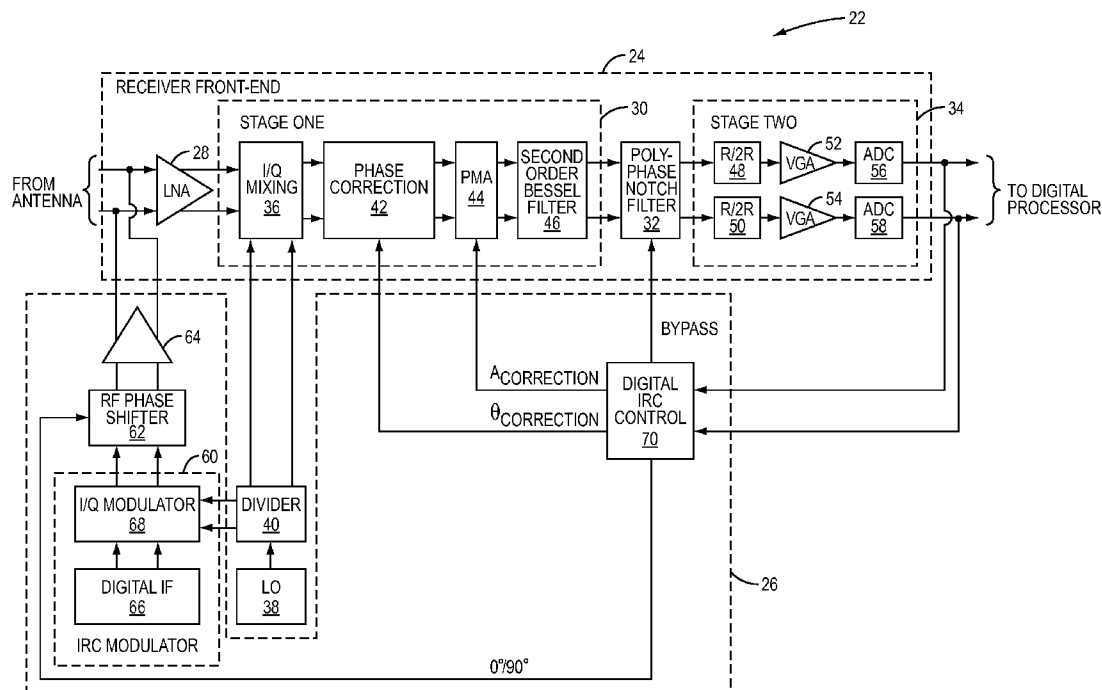 22
24
RECEIVER FRONT-END
30
34
STAGE ONE
STAGE TWO
FROM
ANTENNA
28
LNA
I/Q
MIXING
36
PHASE
CORRECTION
42
PMA
44
SECOND
ORDER
BESSEL
FILTER
46
POLY-
PHASE
NOTCH
FILTER
32
R/2R
48
52
VGA
ADC
56
R/2R
50
54
VGA
ADC
58
TO DIGITAL
PROCESSOR
64
BYPASS
ACORRECTION
θCORRECTION
DIGITAL
IRC
CONTROL
70
RF PHASE
SHIFTER
62
60
I/Q MODULATOR
68
DIVIDER
40
DIGITAL IF
66
LO
38
26
IRC MODULATOR
0°/90°